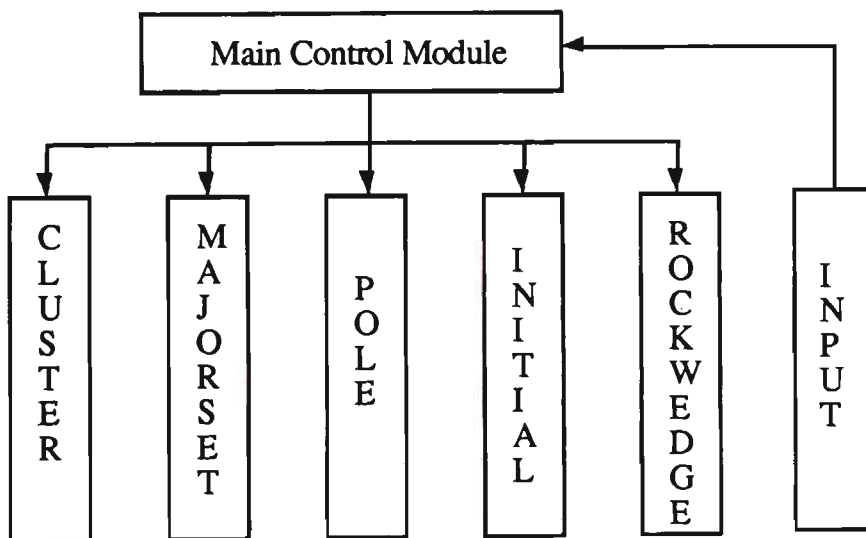 Main Control Module
CLUSTER
MAJORSET
POLE
INITIAL
ROCKWEDGE
INPUT